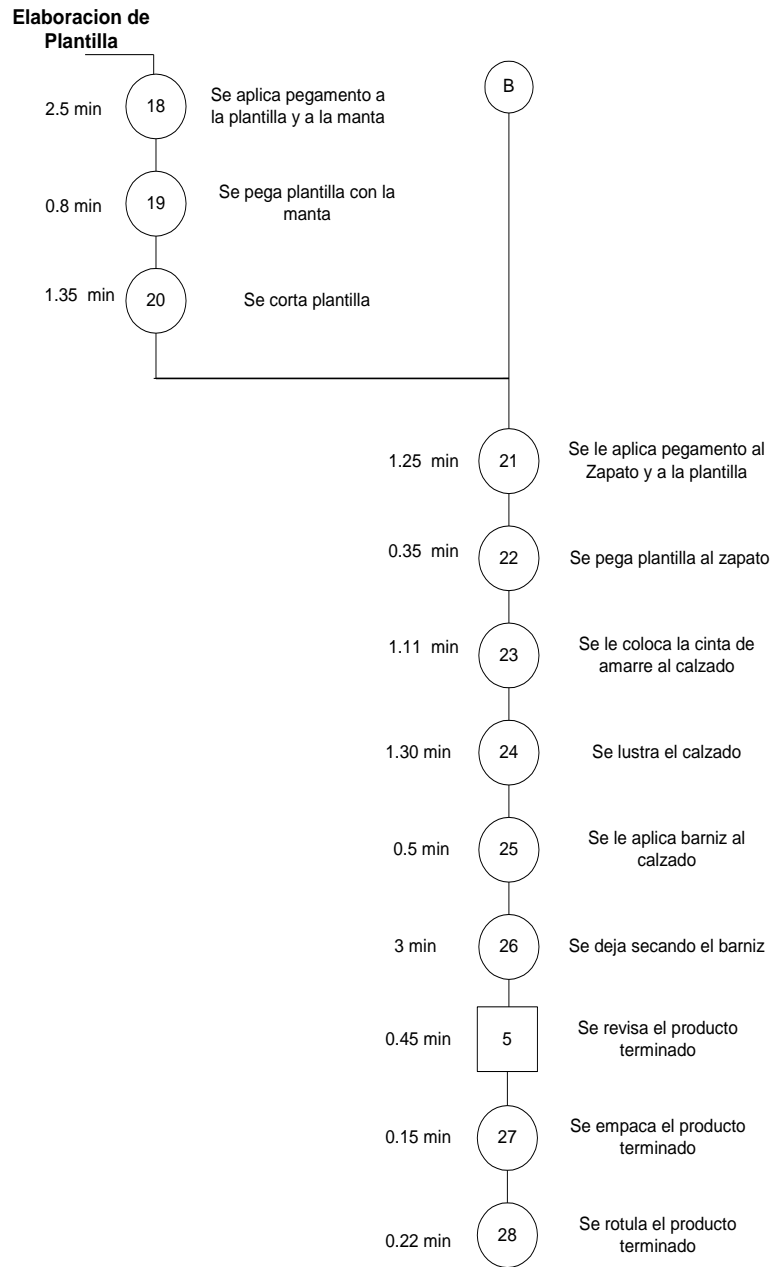 Elaboracion de
Plantilla
2.5 min
18
Se aplica pegamento a
la plantilla y a la manta
B
0.8 min
19
Se pega plantilla con la
manta
1.35 min
20
Se corta plantilla
1.25 min
21
Se le aplica pegamento al
Zapato y a la plantilla
0.35 min
22
Se pega plantilla al zapato
1.11 min
23
Se le coloca la cinta de
amarre al calzado
1.30 min
24
Se lustra el calzado
0.5 min
25
Se le aplica barniz al
calzado
3 min
26
Se deja secando el barniz
0.45 min
5
Se revisa el producto
terminado
0.15 min
27
Se empaca el producto
terminado
0.22 min
28
Se rotula el producto
terminado